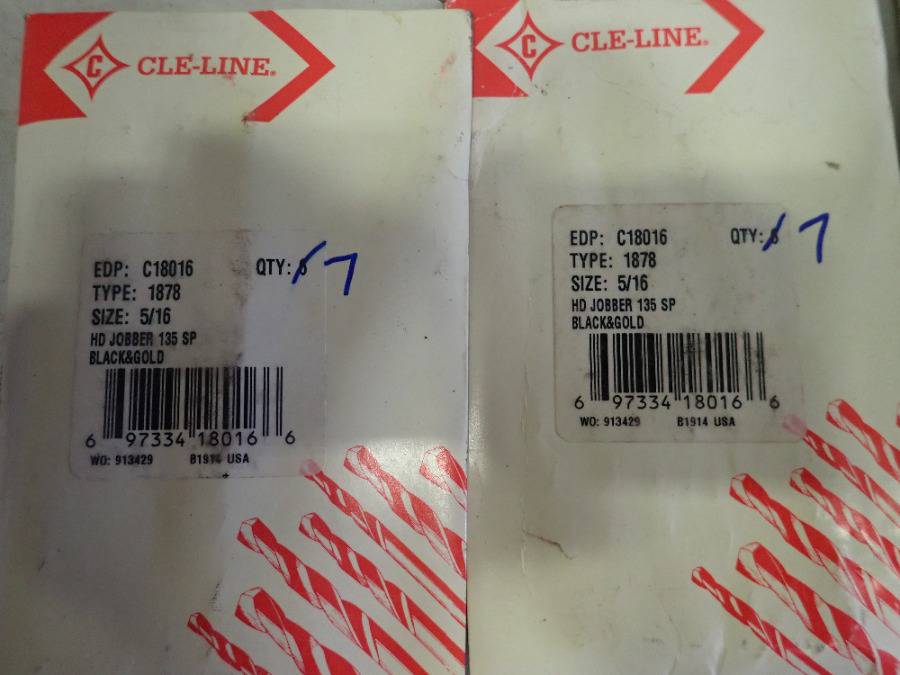 C CLE-LINE®
EDP: C18016 QTY: 6 7
TYPE: 1878
SIZE: 5/16
HD JOBBER 135 SP
BLACK&GOLD
6 97334 18016 6
WO: 913429 B1914 USA
C CLE-LINE®
EDP: C18016 QTY: 6 7
TYPE: 1878
SIZE: 5/16
HD JOBBER 135 SP
BLACK&GOLD
6 97334 18016 6
WO: 913429 B1914 USA